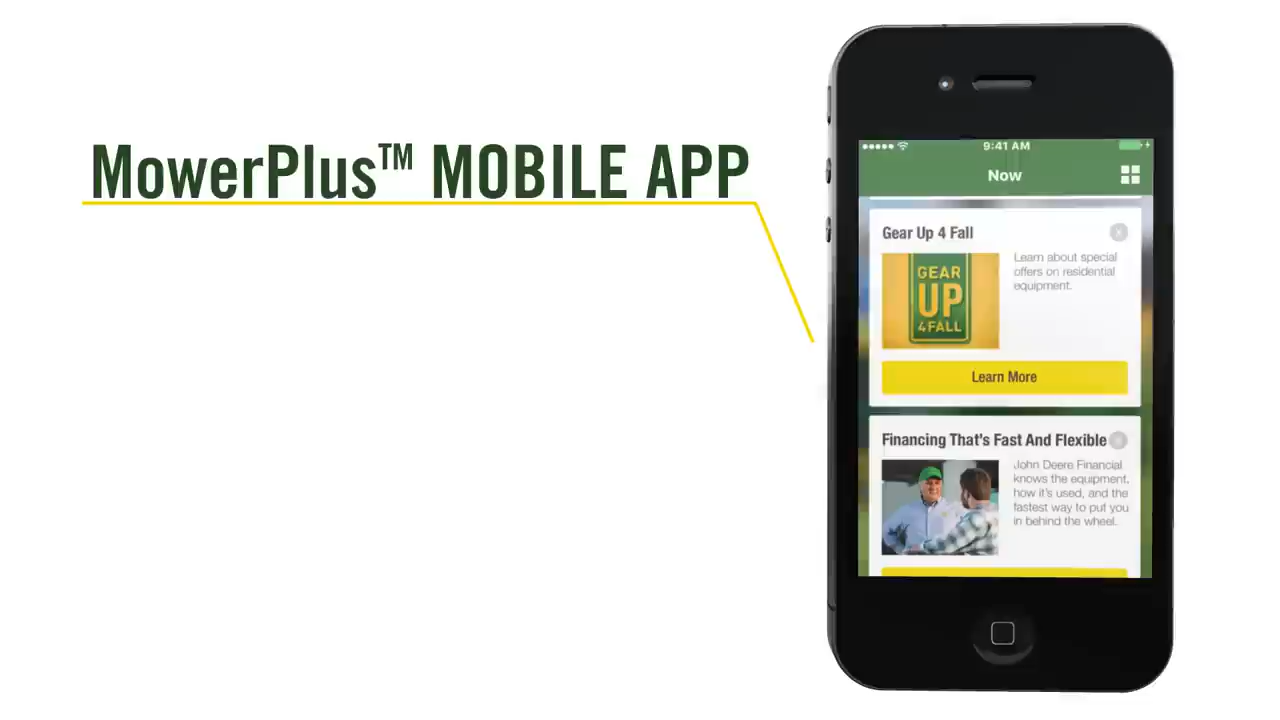 MowerPlus™ MOBILE APP
9:41 AM
Now
Gear Up 4 Fall
GEAR
UP
4FALL
Learn about special
offers on residential
equipment.
Learn More
Financing That's Fast And Flexible
John Deere Financial
knows the equipment,
how it's used, and the
fastest way to put you
in behind the wheel.